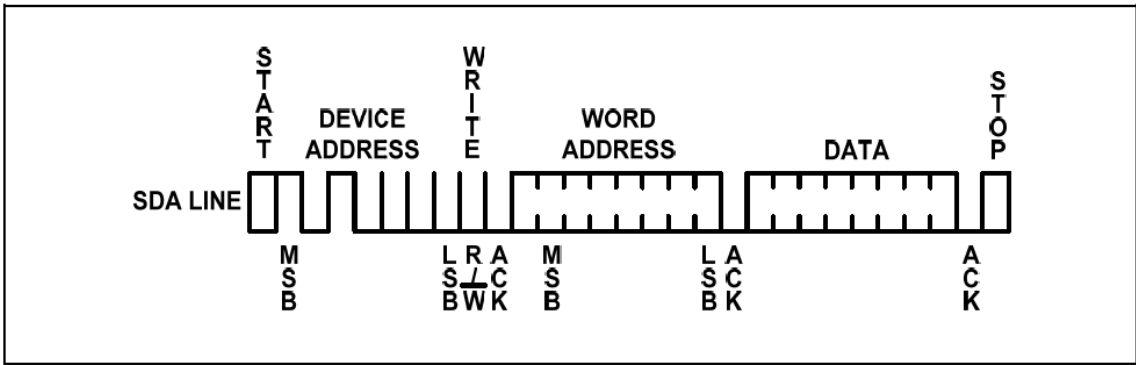 START
WRITE
STOP
DEVICE
ADDRESS
WORD
ADDRESS
DATA
SDA LINE
MSB
LSB
R/W
ACK
MSB
LSB
ACK
ACK